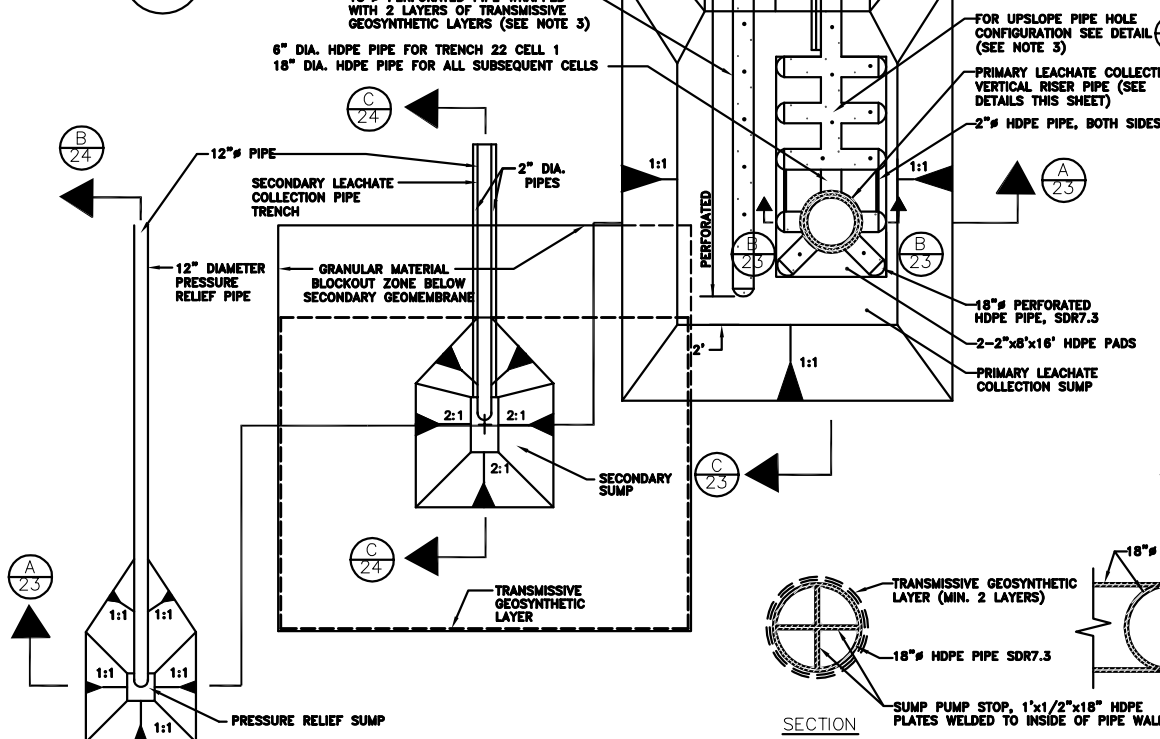 WITH 2 LAYERS OF TRANSMISSIVE
GEOSYNTHETIC LAYERS (SEE NOTE 3)
6" DIA. HDPE PIPE FOR TRENCH 22 CELL 1
18" DIA. HDPE PIPE FOR ALL SUBSEQUENT CELLS
FOR UPSLOPE PIPE HOLE
CONFIGURATION SEE DETAIL
(SEE NOTE 3)
PRIMARY LEACHATE COLLECTI
VERTICAL RISER PIPE (SEE
DETAILS THIS SHEET)
2"ø HDPE PIPE, BOTH SIDES
C
24
B
24
12"ø PIPE
SECONDARY LEACHATE
COLLECTION PIPE
TRENCH
2" DIA.
PIPES
1:1
1:1
A
23
PERFORATED
B
23
B
23
12" DIAMETER
PRESSURE
RELIEF PIPE
GRANULAR MATERIAL
BLOCKOUT ZONE BELOW
SECONDARY GEOMEMBRANE
18"ø PERFORATED
HDPE PIPE, SDR7.3
2-2"x8'x16' HDPE PADS
PRIMARY LEACHATE
COLLECTION SUMP
2'
1:1
2:1
2:1
2:1
SECONDARY
SUMP
C
23
C
24
A
23
TRANSMISSIVE
GEOSYNTHETIC
LAYER
1:1
1:1
1:1
1:1
1:1
PRESSURE RELIEF SUMP
TRANSMISSIVE GEOSYNTHETIC
LAYER (MIN. 2 LAYERS)
18"ø HDPE PIPE SDR7.3
SUMP PUMP STOP, 1'x1/2"x18" HDPE
PLATES WELDED TO INSIDE OF PIPE WAL
SECTION
18"ø